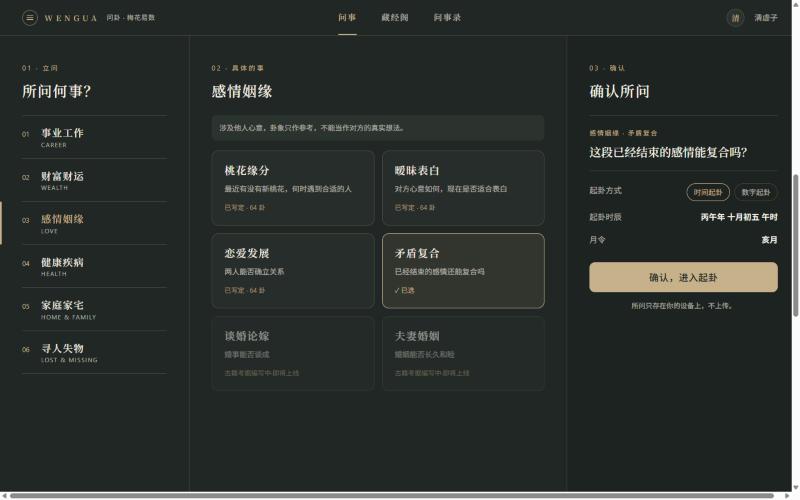 WENGUA 问卦 · 梅花易数
问事 藏经阁 问事录
清 清虚子
01 · 立问
所问何事？
01 事业工作
CAREER
02 财富财运
WEALTH
03 感情姻缘
LOVE
04 健康疾病
HEALTH
05 家庭家宅
HOME & FAMILY
06 寻人失物
LOST & MISSING
02 · 具体的事
感情姻缘
涉及他人心意，卦象只作参考，不能当作对方的真实想法。
桃花缘分
最近有没有新桃花，何时遇到合适的人
已写定 · 64 卦
暧昧表白
对方心意如何，现在是否适合表白
已写定 · 64 卦
恋爱发展
两人能否确立关系
已写定 · 64 卦
矛盾复合
已经结束的感情还能复合吗
✓ 已选
谈婚论嫁
婚事能否谈成
古籍考据编写中·即将上线
夫妻婚姻
婚姻能否长久和睦
古籍考据编写中·即将上线
03 · 确认
确认所问
感情姻缘 · 矛盾复合
这段已经结束的感情能复合吗？
起卦方式 时间起卦 数字起卦
起卦时辰 丙午年 十月初五 午时
月令 亥月
确认，进入起卦
所问只存在你的设备上，不上传。